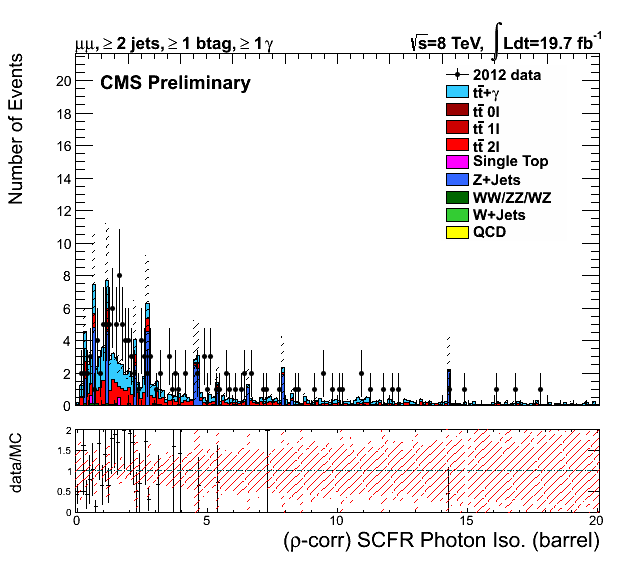 μμ, ≥ 2 jets, ≥ 1 btag, ≥ 1 γ
√s=8 TeV, ∫Ldt=19.7 fb⁻¹
CMS Preliminary
2012 data
tt̄+γ
tt̄ 0l
tt̄ 1l
tt̄ 2l
Single Top
Z+Jets
WW/ZZ/WZ
W+Jets
QCD
Number of Events
20
18
16
14
12
10
8
6
4
2
0
data/MC
2
1.5
1
0.5
0
0
5
10
15
20
(ρ-corr) SCFR Photon Iso. (barrel)